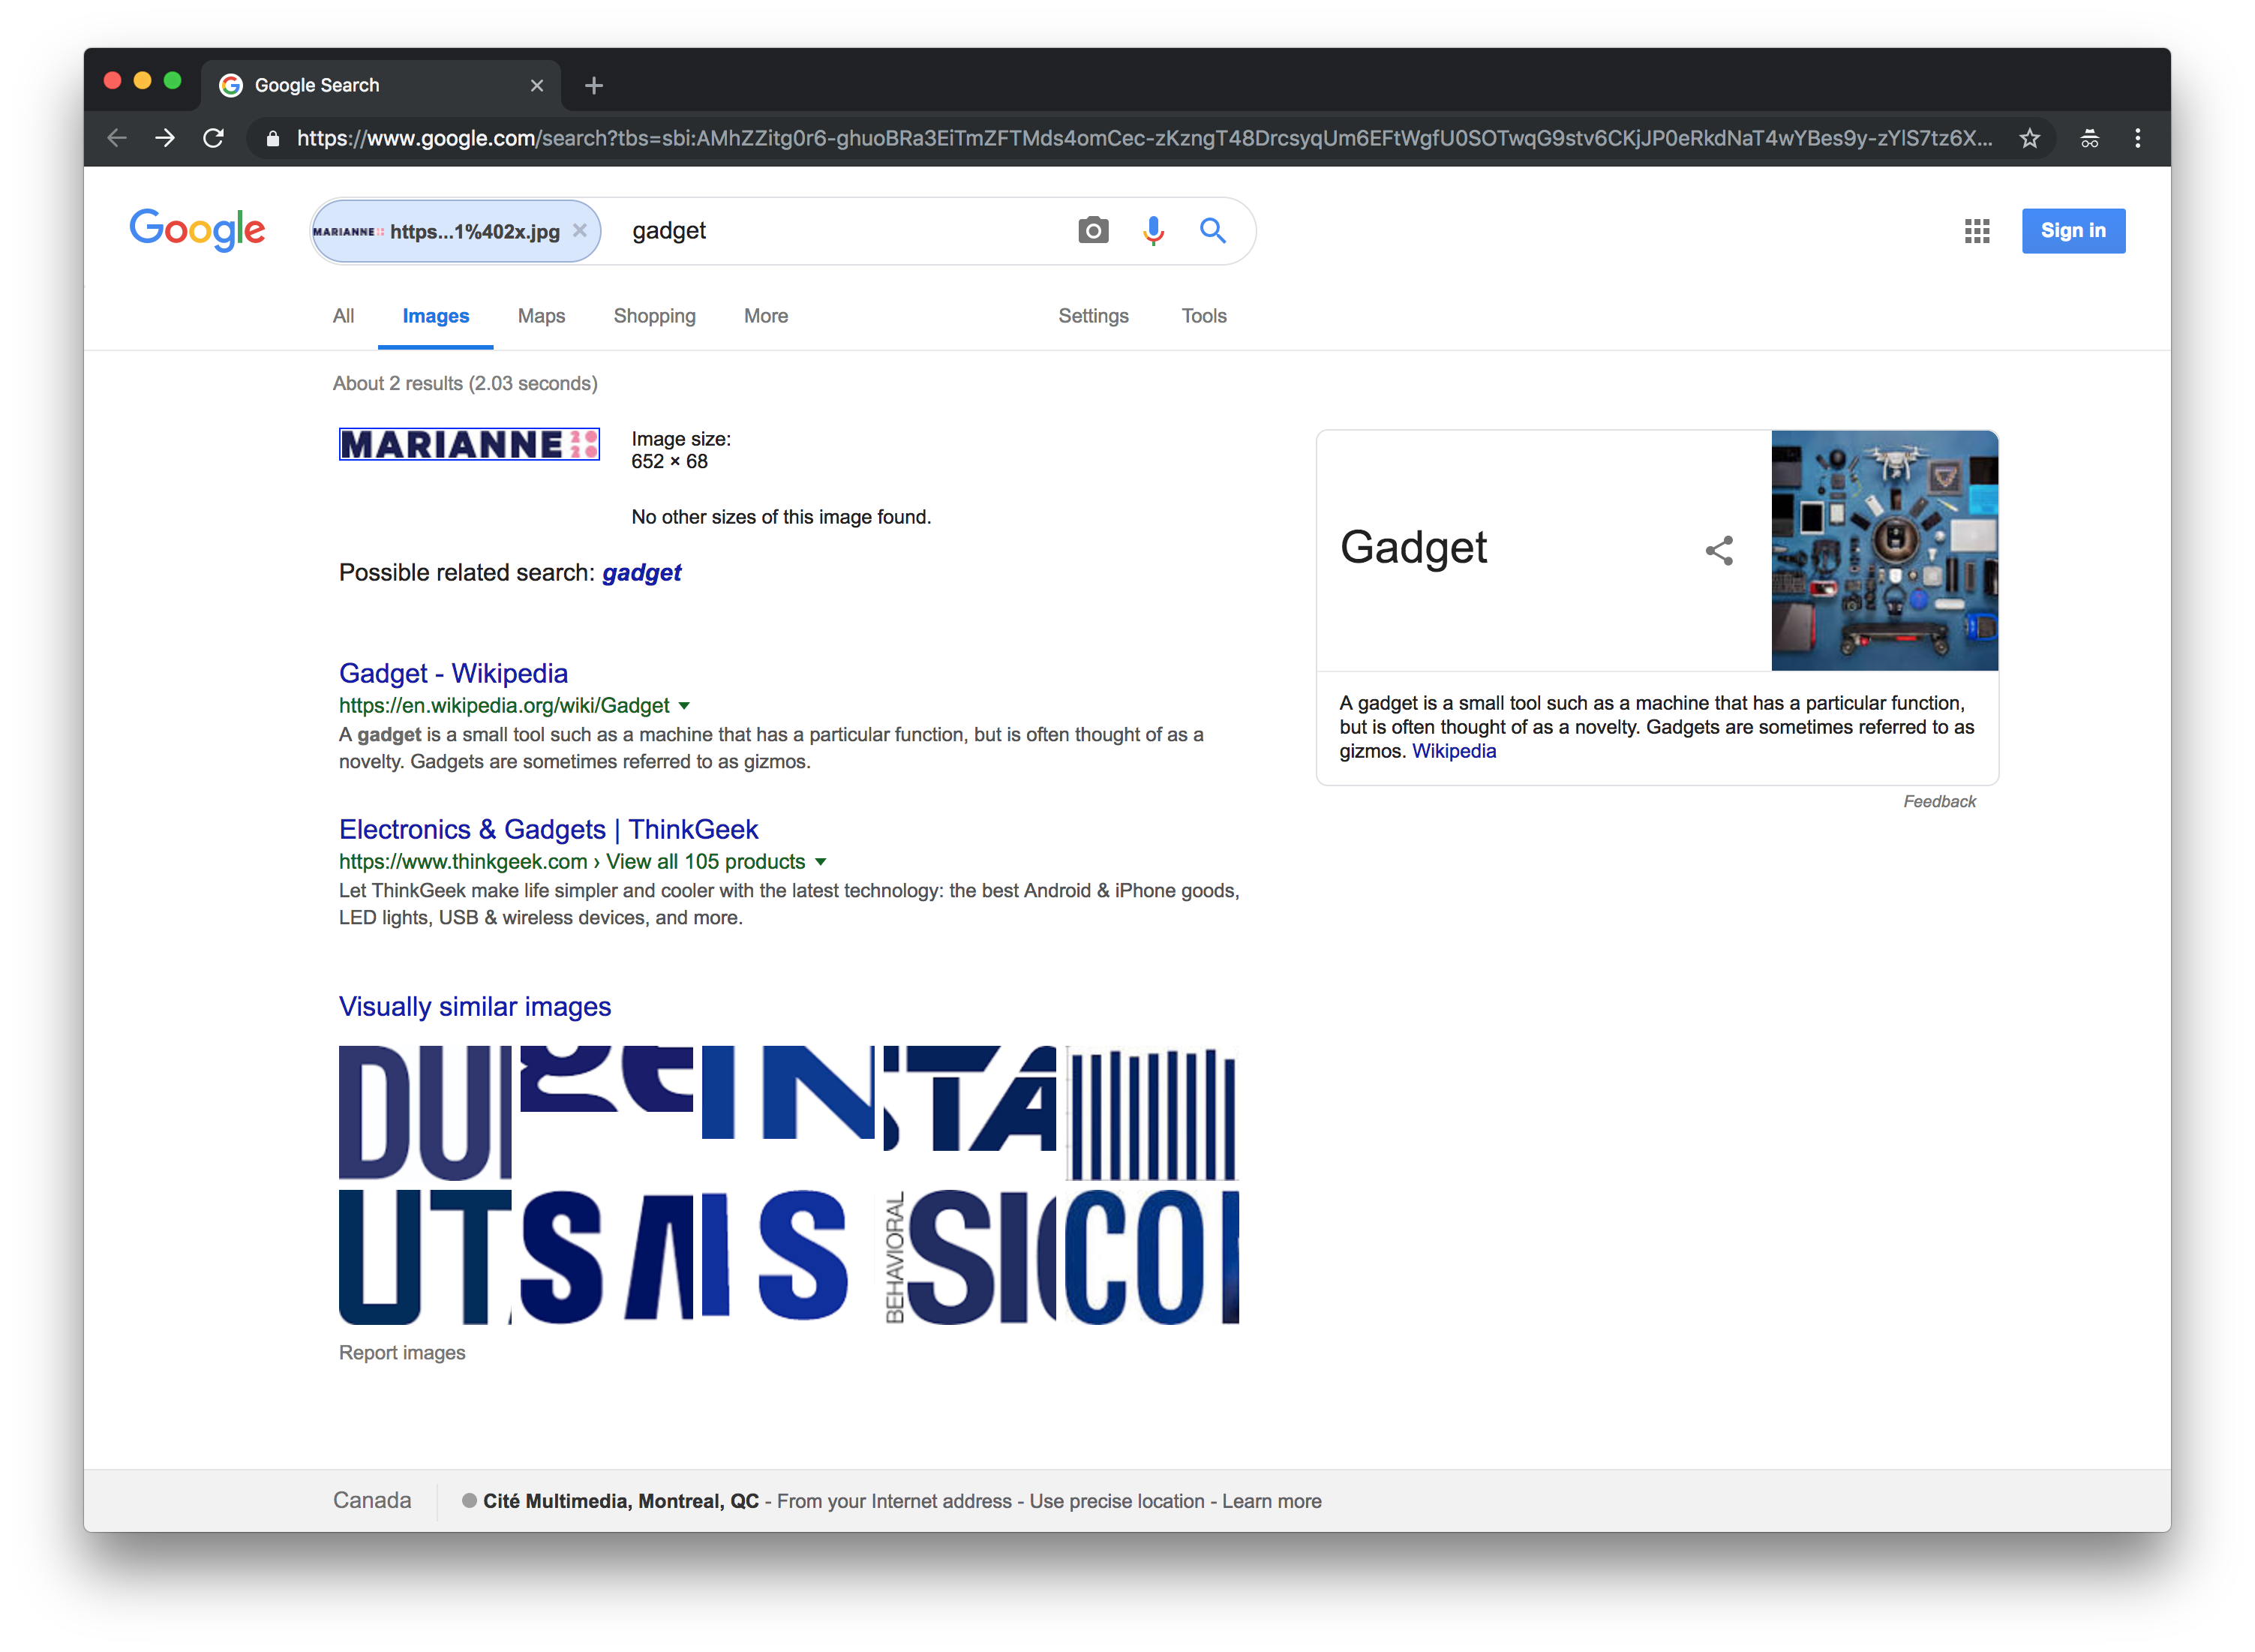 Google Search
https://www.google.com/search?tbs=sbi:AMhZZitg0r6-ghuoBRa3EiTmZFTMds4omCec-zKzngT48DrcsyqUm6EFtWgfU0SOTwqG9stv6CKjJP0eRkdNaT4wYBes9y-zYlS7tz6X...
Google
MARIANNE https...1%402x.jpg gadget
Sign in
All Images Maps Shopping More Settings Tools
About 2 results (2.03 seconds)
MARIANNE 2020
Image size:
652 × 68
No other sizes of this image found.
Possible related search: gadget
Gadget - Wikipedia
https://en.wikipedia.org/wiki/Gadget
A gadget is a small tool such as a machine that has a particular function, but is often thought of as a
novelty. Gadgets are sometimes referred to as gizmos.
Electronics & Gadgets | ThinkGeek
https://www.thinkgeek.com › View all 105 products
Let ThinkGeek make life simpler and cooler with the latest technology: the best Android & iPhone goods,
LED lights, USB & wireless devices, and more.
Visually similar images
DU
IN
TA
UT
SA
IS
BEHAVIORAL
SI
CO
Report images
Gadget
A gadget is a small tool such as a machine that has a particular function,
but is often thought of as a novelty. Gadgets are sometimes referred to as
gizmos. Wikipedia
Feedback
Canada
Cité Multimedia, Montreal, QC - From your Internet address - Use precise location - Learn more